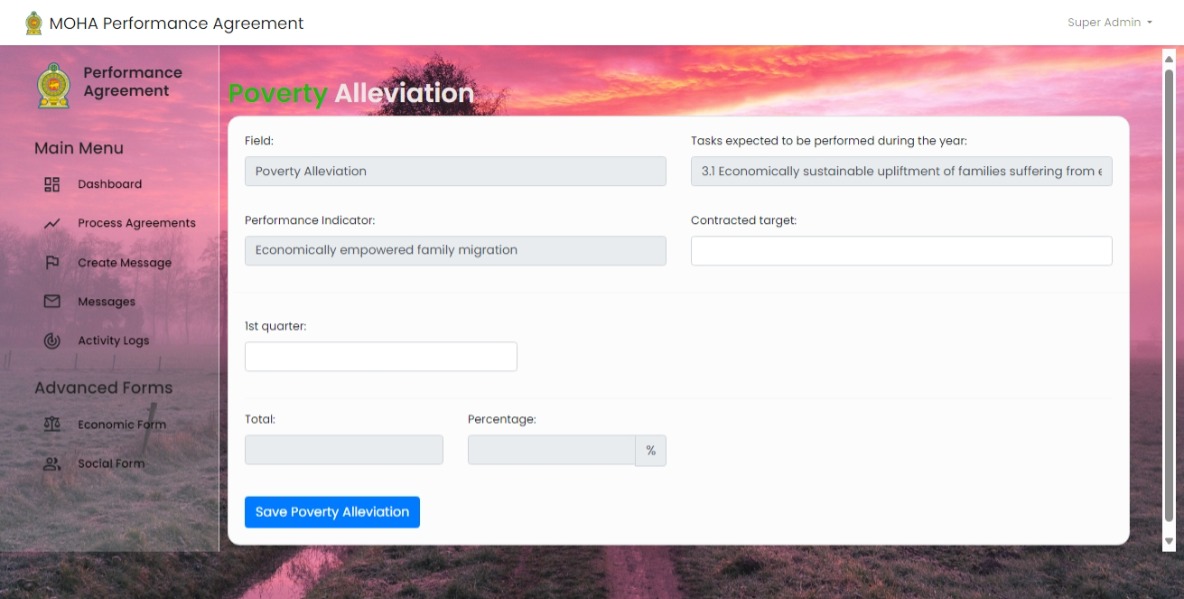 MOHA Performance Agreement
Super Admin
Performance
Agreement
Main Menu
Dashboard
Process Agreements
Create Message
Messages
Activity Logs
Advanced Forms
Economic Form
Social Form
Poverty Alleviation
Field:
Poverty Alleviation
Tasks expected to be performed during the year:
3.1 Economically sustainable upliftment of families suffering from
Performance Indicator:
Economically empowered family migration
Contracted target:
1st quarter:
Total:
Percentage:
%
Save Poverty Alleviation